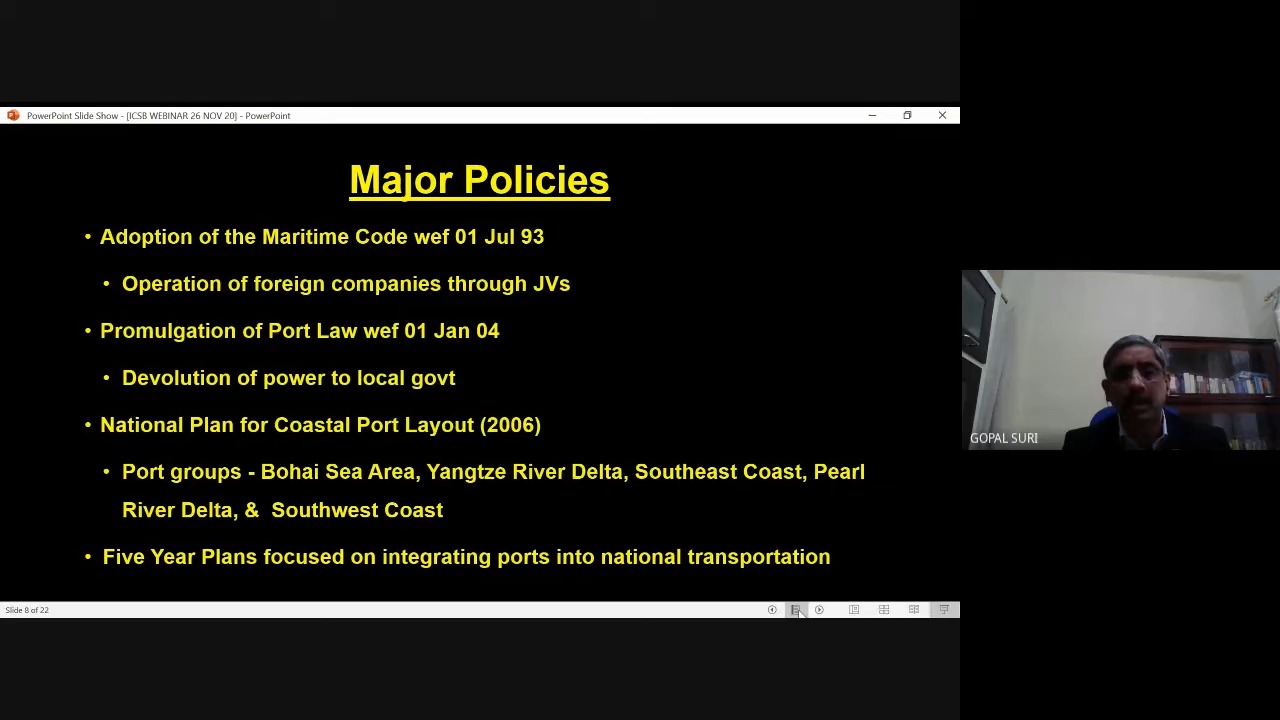 PowerPoint Slide Show - [ICSB WEBINAR 26 NOV 20] - PowerPoint
Major Policies
• Adoption of the Maritime Code wef 01 Jul 93
• Operation of foreign companies through JVs
• Promulgation of Port Law wef 01 Jan 04
• Devolution of power to local govt
• National Plan for Coastal Port Layout (2006)
• Port groups - Bohai Sea Area, Yangtze River Delta, Southeast Coast, Pearl
River Delta, & Southwest Coast
• Five Year Plans focused on integrating ports into national transportation
Slide 8 of 22
GOPAL SURI